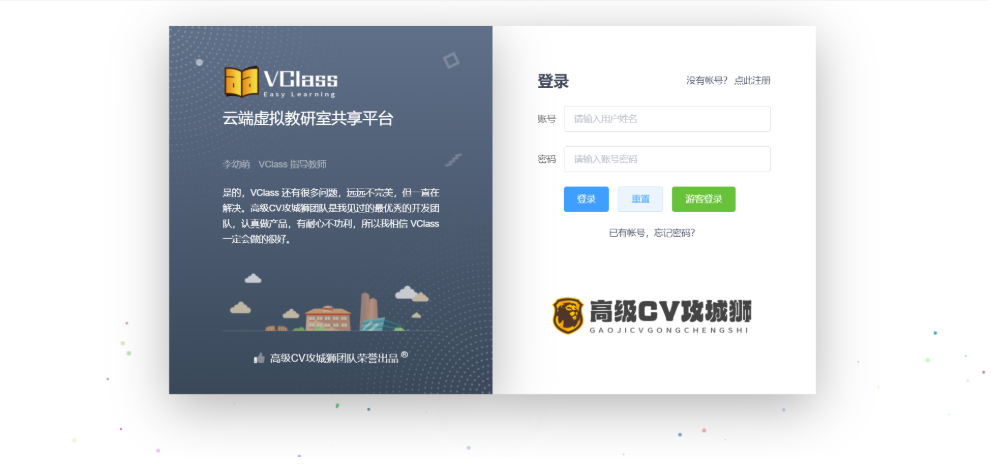 VClass
Easy Learning
云端虚拟教研室共享平台
李幼萌 VClass 指导教师
是的，VClass 还有很多问题，远远不完美，但一直在
解决。高级CV攻城狮团队是我见过的最优秀的开发团
队，认真做产品，有耐心不功利，所以我相信 VClass
一定会做的很好。
高级CV攻城狮团队荣誉出品®
登录
没有帐号？ 点此注册
账号
请输入用户姓名
密码
请输入账号密码
登录
重置
游客登录
已有帐号，忘记密码?
高级CV攻城狮
GAOJICVGONGCHENGSHI